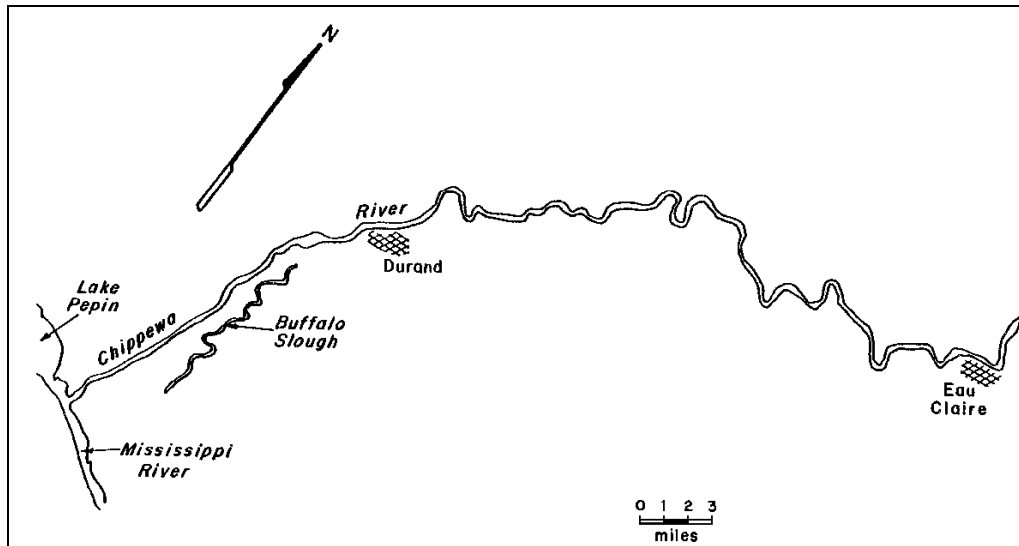 N
River
Durand
Lake
Pepin
Chippewa
Buffalo
Slough
Eau
Claire
Mississippi
River
0 1 2 3
miles